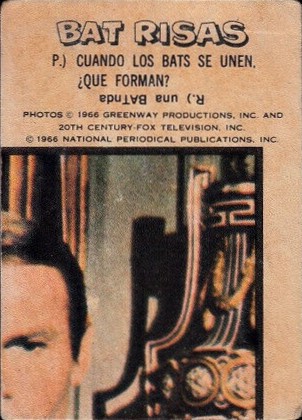 BAT RISAS
P.) CUANDO LOS BATS SE UNEN,
¿QUE FORMAN?
R.) una BATnda
PHOTOS © 1966 GREENWAY PRODUCTIONS, INC. AND
20TH CENTURY-FOX TELEVISION, INC.
© 1966 NATIONAL PERIODICAL PUBLICATIONS, INC.